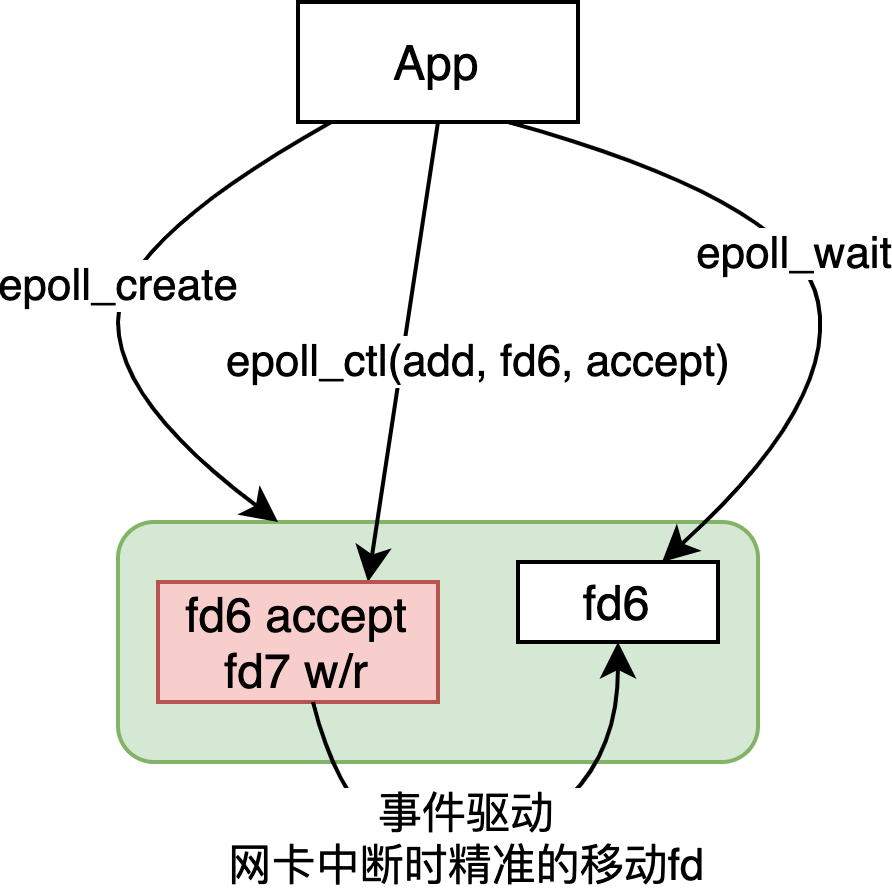 App
epoll_create
epoll_wait
epoll_ctl(add, fd6, accept)
fd6 accept
fd7 w/r
fd6
事件驱动
网卡中断时精准的移动fd